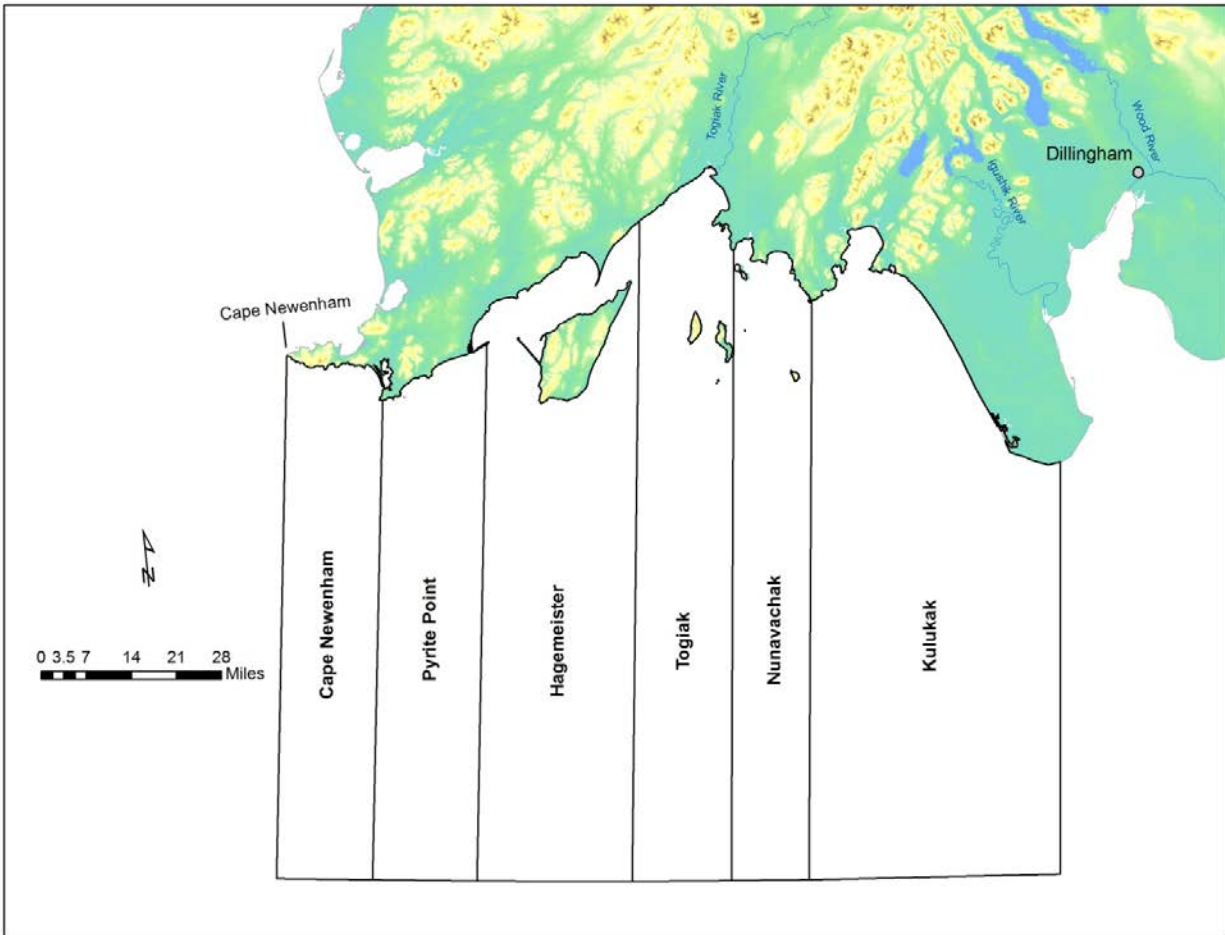 Togiak River
Wood River
Dillingham
Igushik River
Cape Newenham
N
0 3.5 7 14 21 28
Miles
Cape Newenham
Pyrite Point
Hagemeister
Togiak
Nunavachak
Kulukak